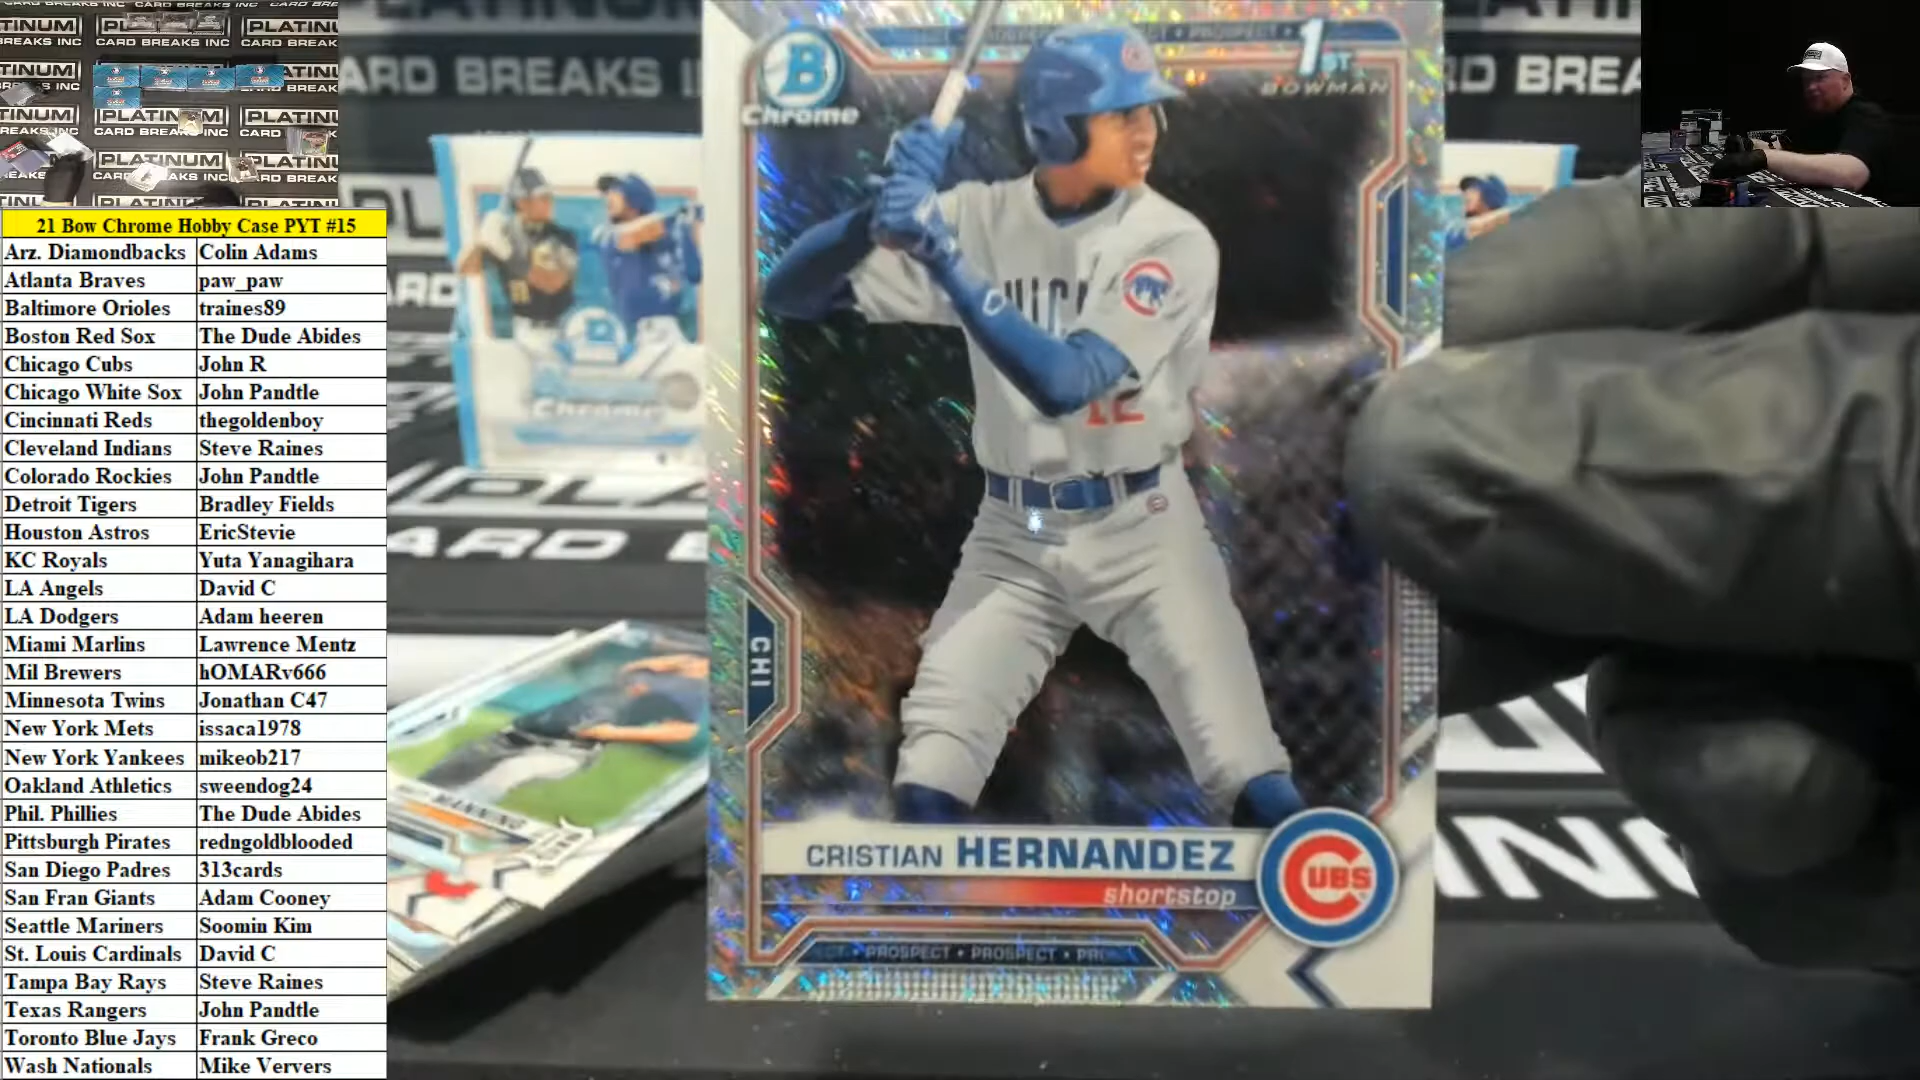 21 Bow Chrome Hobby Case PYT #15
Arz. Diamondbacks Colin Adams
Atlanta Braves paw_paw
Baltimore Orioles traines89
Boston Red Sox The Dude Abides
Chicago Cubs John R
Chicago White Sox John Pandtle
Cincinnati Reds thegoldenboy
Cleveland Indians Steve Raines
Colorado Rockies John Pandtle
Detroit Tigers Bradley Fields
Houston Astros EricStevie
KC Royals Yuta Yanagihara
LA Angels David C
LA Dodgers Adam heeren
Miami Marlins Lawrence Mentz
Mil Brewers hOMARv666
Minnesota Twins Jonathan C47
New York Mets issaca1978
New York Yankees mikeob217
Oakland Athletics sweendog24
Phil. Phillies The Dude Abides
Pittsburgh Pirates redngoldblooded
San Diego Padres 313cards
San Fran Giants Adam Cooney
Seattle Mariners Soomin Kim
St. Louis Cardinals David C
Tampa Bay Rays Steve Raines
Texas Rangers John Pandtle
Toronto Blue Jays Frank Greco
Wash Nationals Mike Ververs
PLATINUM
CARD BREAKS INC
B
Chrome
PROSPECT
1ST
BOWMAN
12
CHI
CRISTIAN HERNANDEZ
shortstop
CUBS
PROSPECT • PROSPECT
Chrome
MANNING